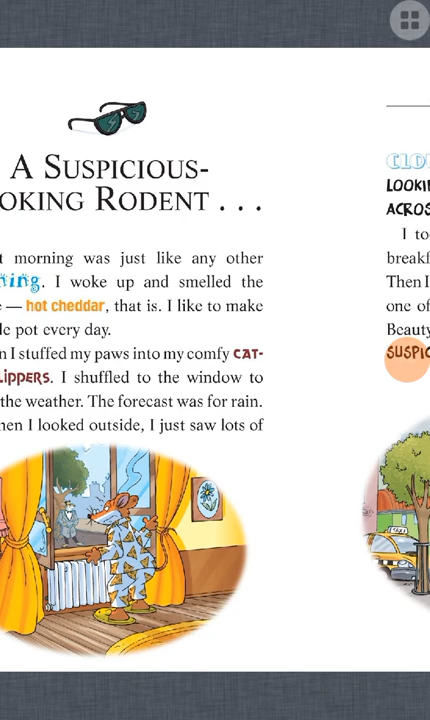 A SUSPICIOUS-
OKING RODENT . . .
t morning was just like any other
ning. I woke up and smelled the
e — hot cheddar, that is. I like to make
le pot every day.
n I stuffed my paws into my comfy CAT-
LIPPERS. I shuffled to the window to
the weather. The forecast was for rain.
hen I looked outside, I just saw lots of
CLO
LOOKI
ACROS
I to
breakf
Then I
one of
Beauty
SUSPIC
TAXI